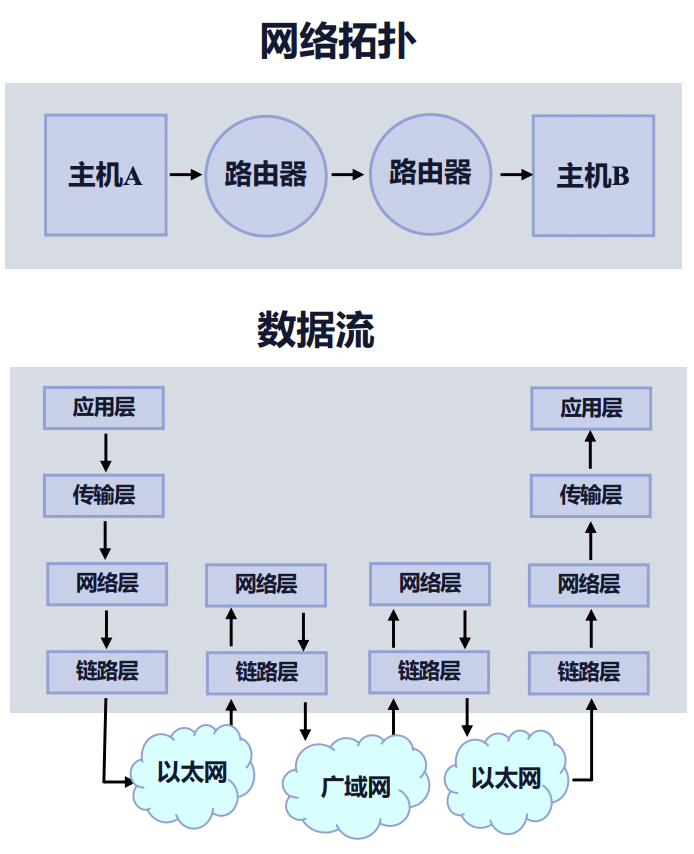 网络拓扑
主机A
路由器
路由器
主机B
数据流
应用层
应用层
传输层
传输层
网络层
网络层
网络层
网络层
链路层
链路层
链路层
链路层
以太网
广域网
以太网